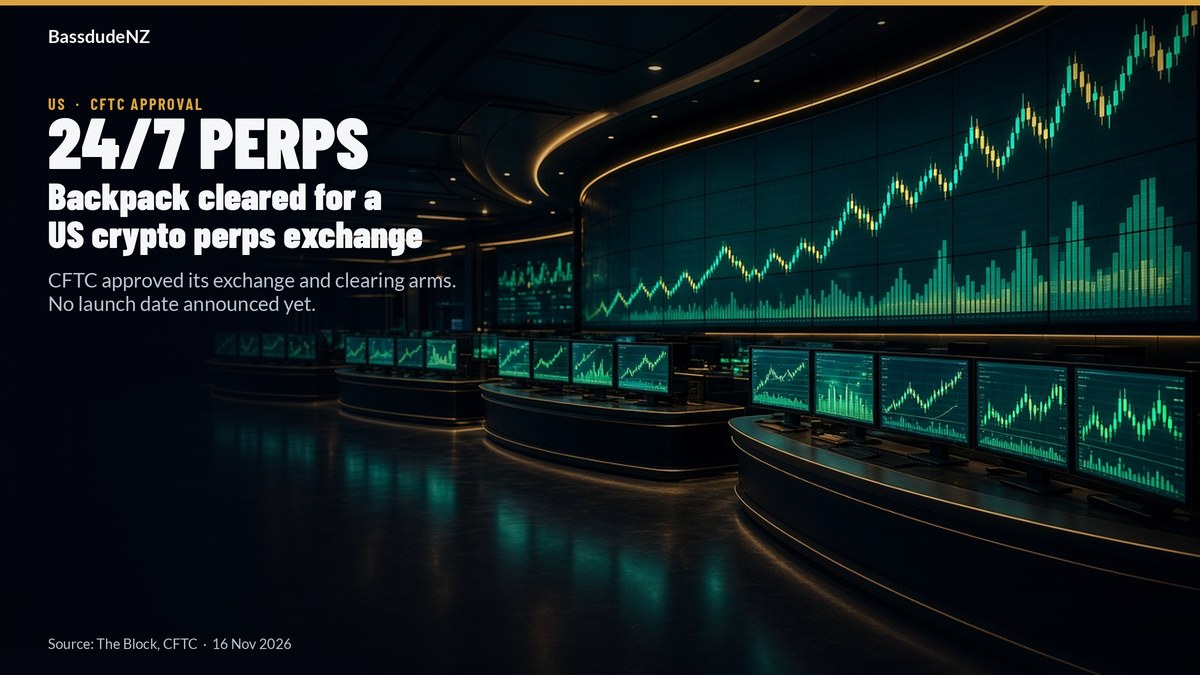 BassdudeNZ
US · CFTC APPROVAL
24/7 PERPS
Backpack cleared for a
US crypto perps exchange
CFTC approved its exchange and clearing arms.
No launch date announced yet.
Source: The Block, CFTC · 16 Nov 2026